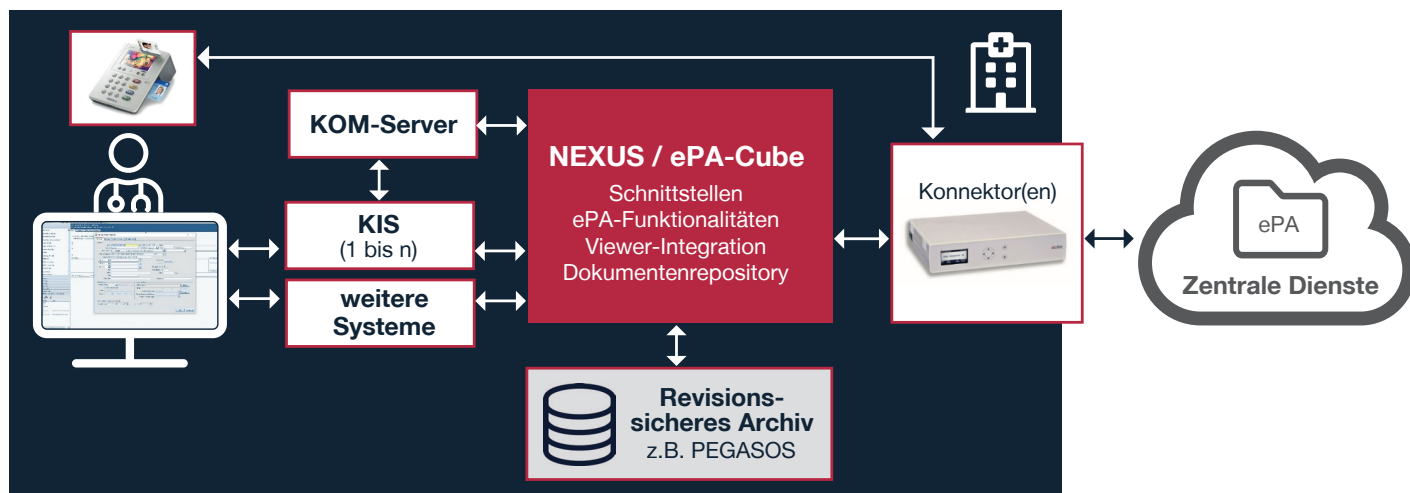 KOM-Server
KIS
(1 bis n)
weitere
Systeme
NEXUS / ePA-Cube
Schnittstellen
ePA-Funktionalitäten
Viewer-Integration
Dokumentenrepository
Revisions-
sicheres Archiv
z.B. PEGASOS
Konnektor(en)
ePA
Zentrale Dienste